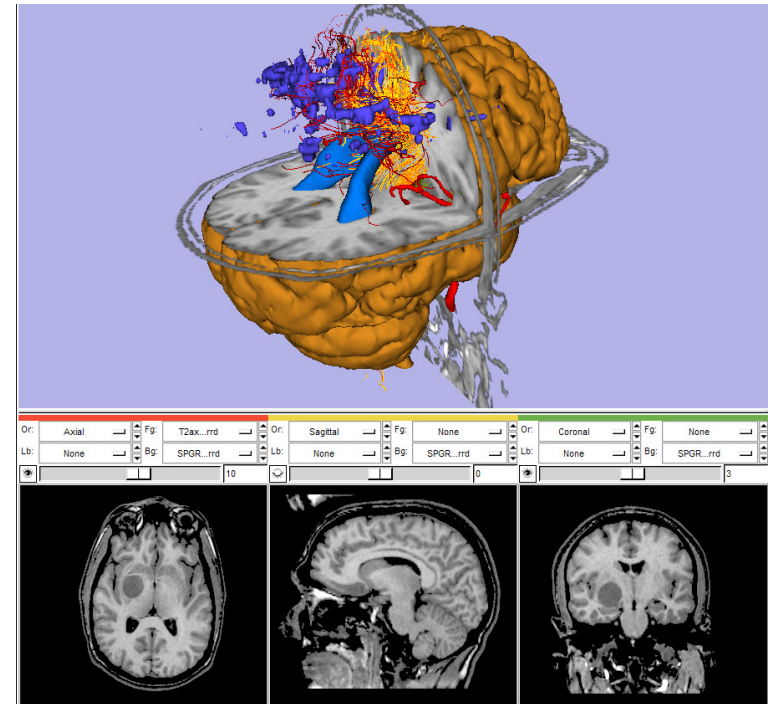 Or: Axial Fg: T2ax...rrd Or: Sagittal Fg: None Or: Coronal Fg: None
Lb: None Bg: SPGR...rrd Lb: None Bg: SPGR...rrd Lb: None Bg: SPGR...rrd
10 0 3